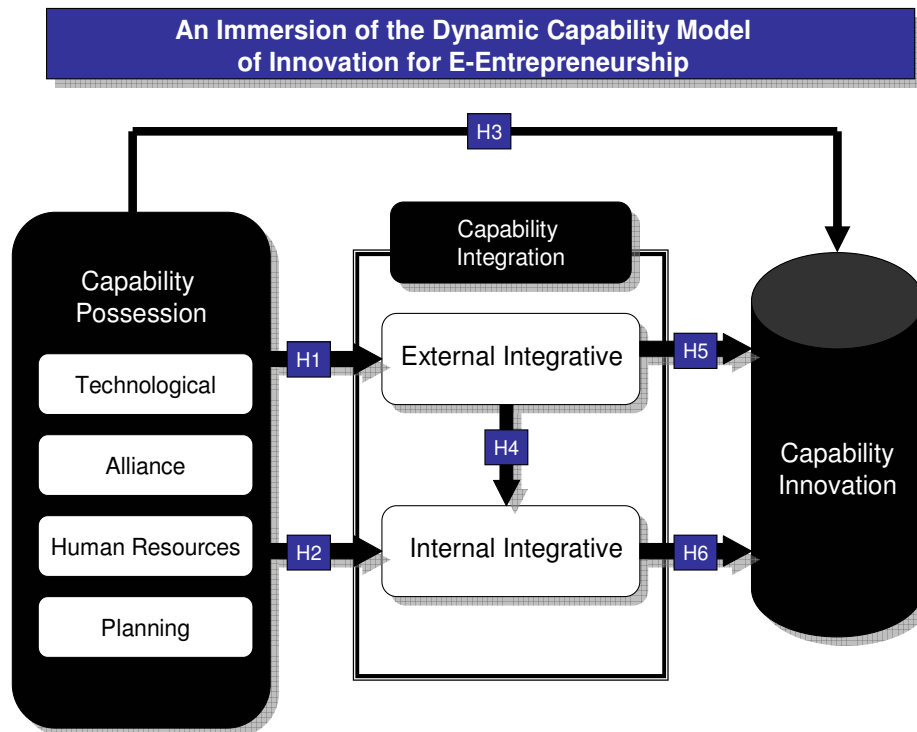 An Immersion of the Dynamic Capability Model
of Innovation for E-Entrepreneurship
H3
Capability
Integration
Capability
Possession
Technological
Alliance
Human Resources
Planning
H1
H2
External Integrative
H4
Internal Integrative
H5
H6
Capability
Innovation